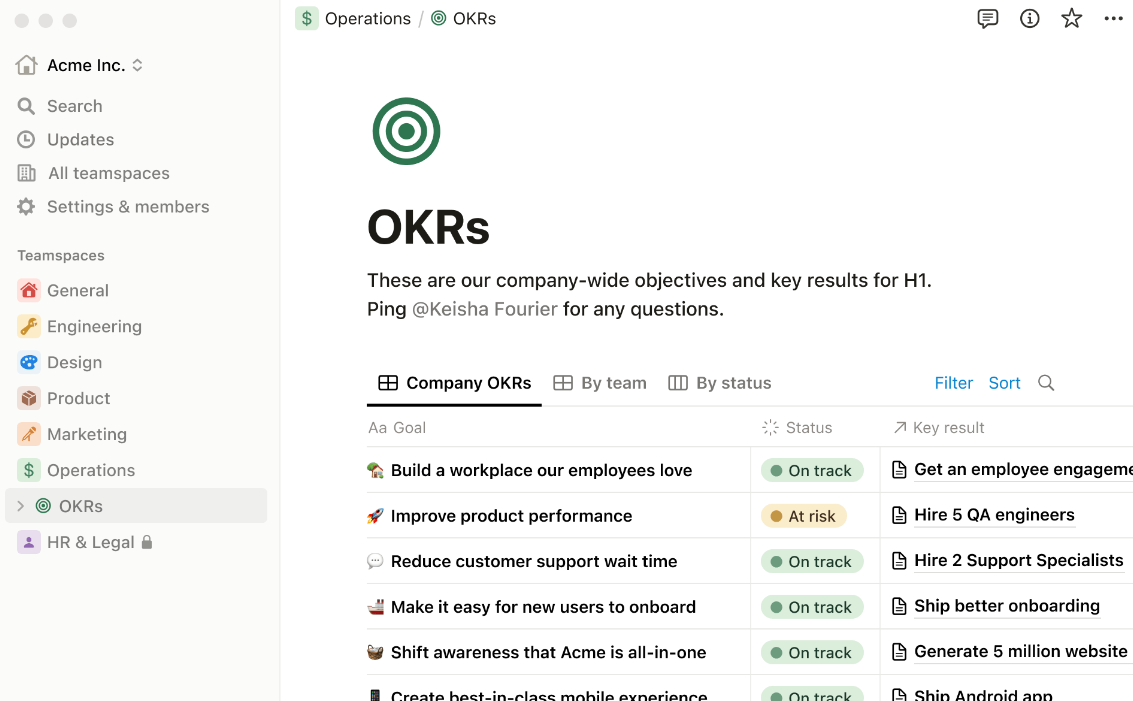 $ Operations / OKRs
Acme Inc.
Search
Updates
All teamspaces
Settings & members
Teamspaces
General
Engineering
Design
Product
Marketing
$ Operations
OKRs
HR & Legal
OKRs
These are our company-wide objectives and key results for H1.
Ping @Keisha Fourier for any questions.
Company OKRs By team By status Filter Sort
Aa Goal Status Key result
Build a workplace our employees love On track Get an employee engageme
Improve product performance At risk Hire 5 QA engineers
Reduce customer support wait time On track Hire 2 Support Specialists
Make it easy for new users to onboard On track Ship better onboarding
Shift awareness that Acme is all-in-one On track Generate 5 million website
Create best-in-class mobile experience On track Ship Android app